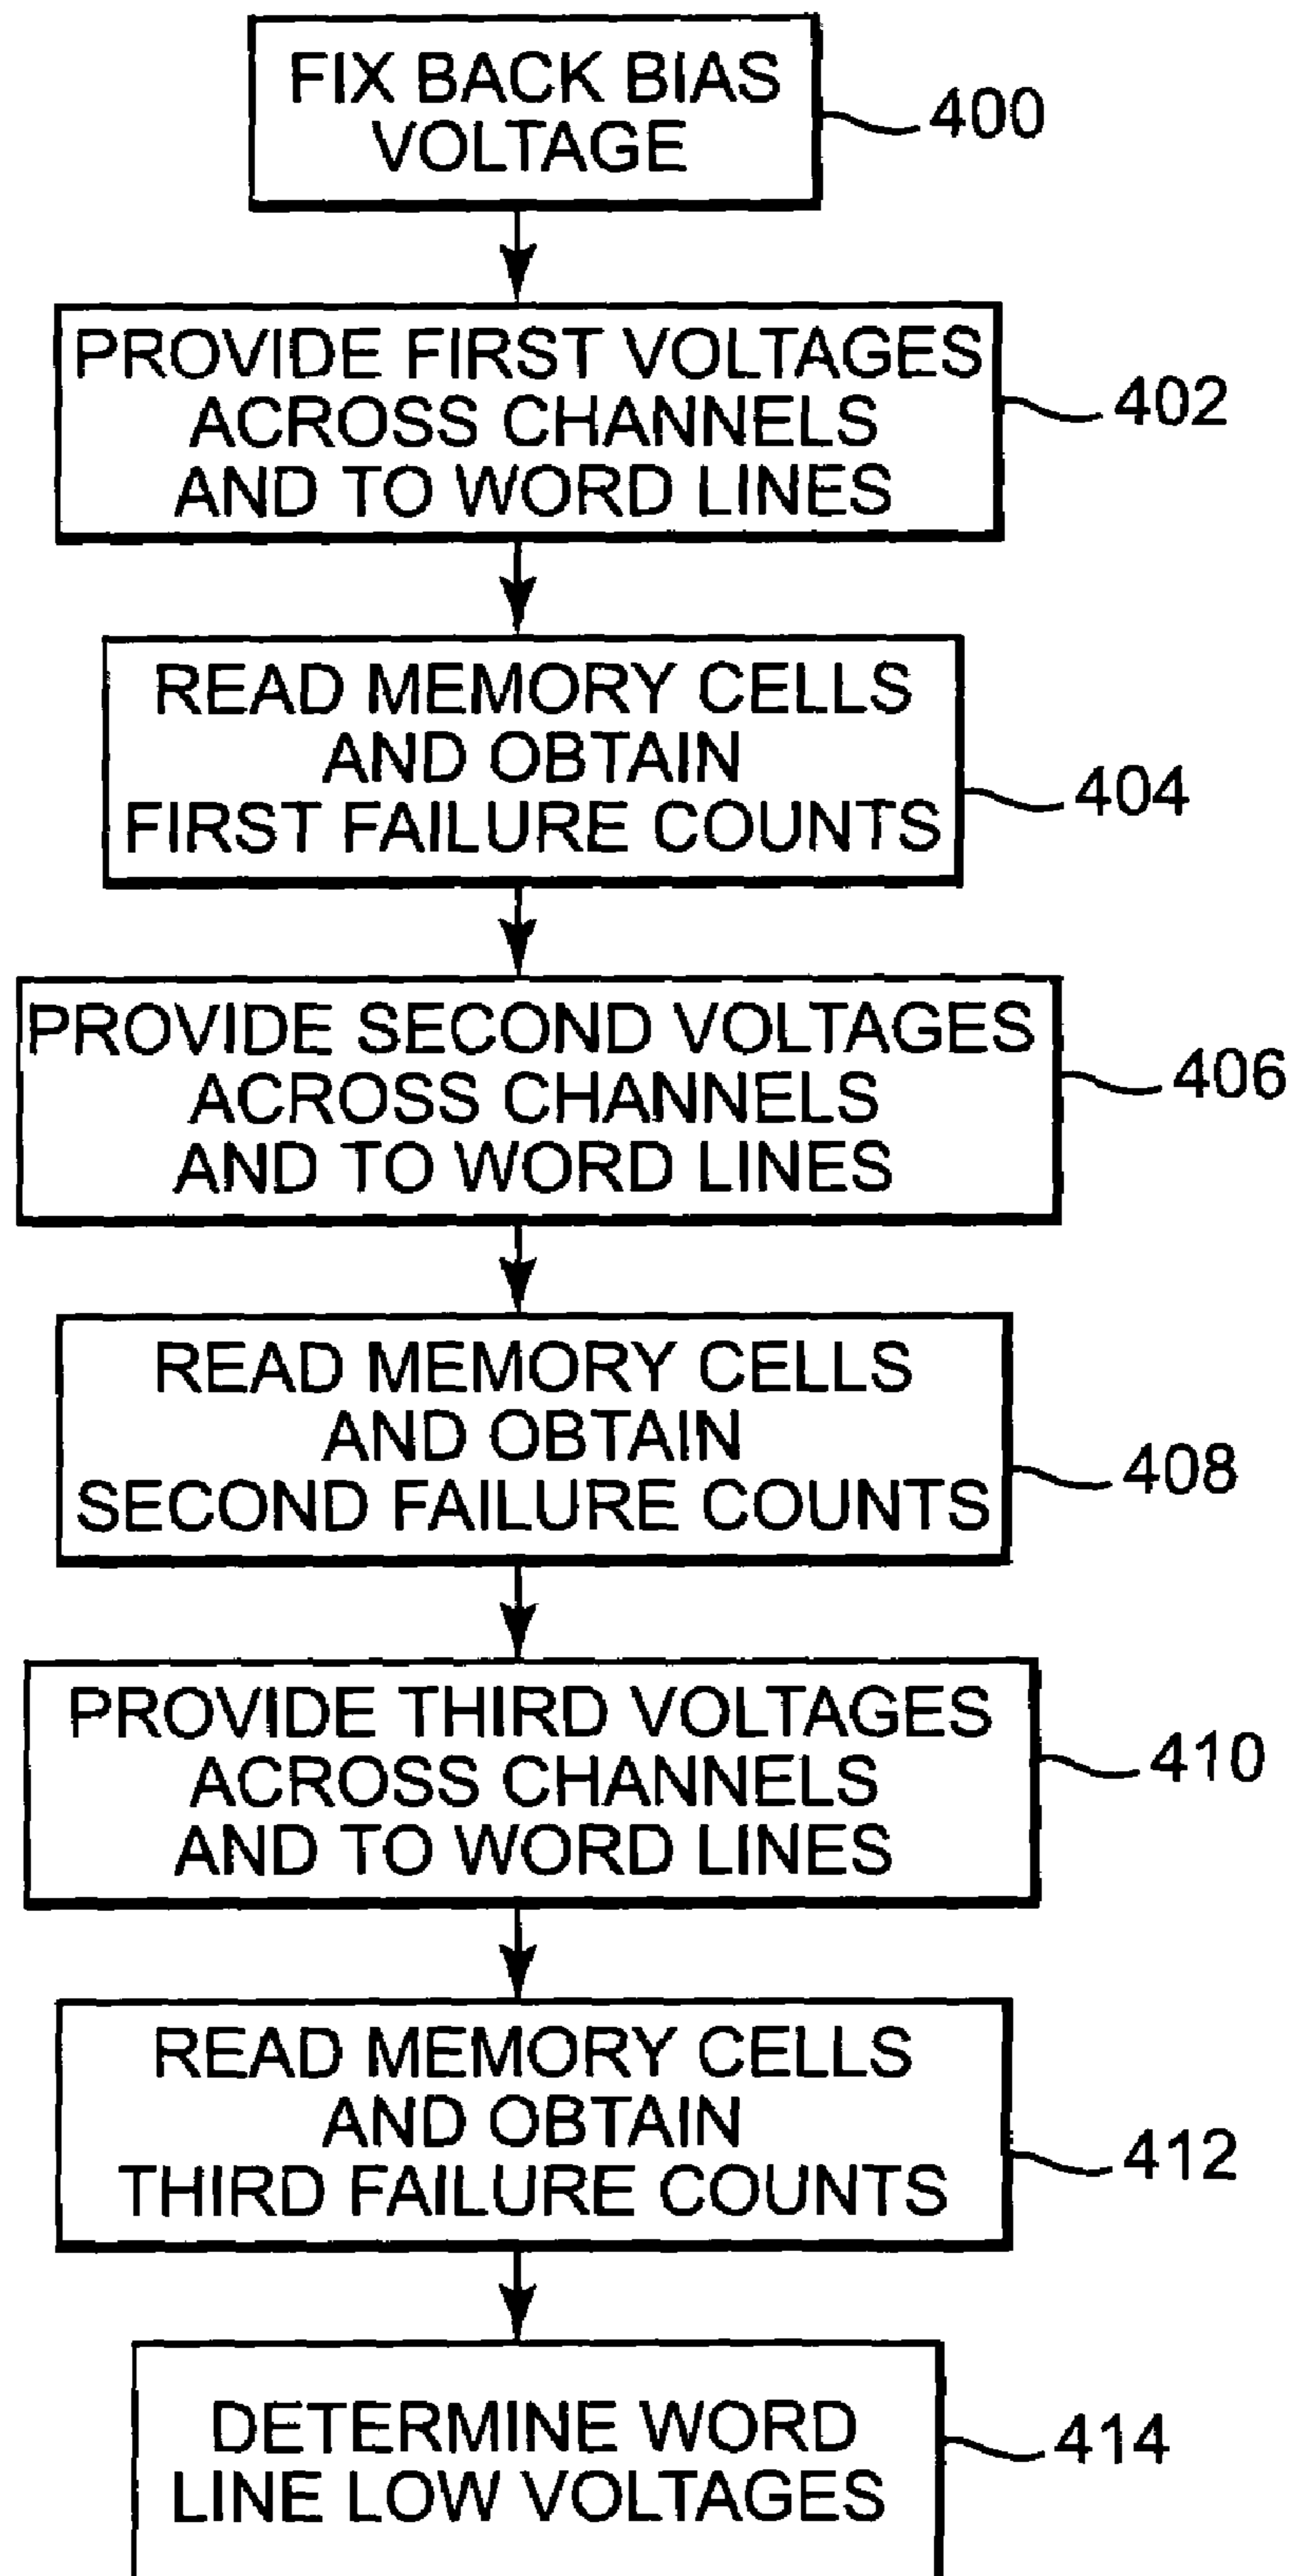 FIX BACK BIAS
VOLTAGE
400
PROVIDE FIRST VOLTAGES
ACROSS CHANNELS
AND TO WORD LINES
402
READ MEMORY CELLS
AND OBTAIN
FIRST FAILURE COUNTS
404
PROVIDE SECOND VOLTAGES
ACROSS CHANNELS
AND TO WORD LINES
406
READ MEMORY CELLS
AND OBTAIN
SECOND FAILURE COUNTS
408
PROVIDE THIRD VOLTAGES
ACROSS CHANNELS
AND TO WORD LINES
410
READ MEMORY CELLS
AND OBTAIN
THIRD FAILURE COUNTS
412
DETERMINE WORD
LINE LOW VOLTAGES
414